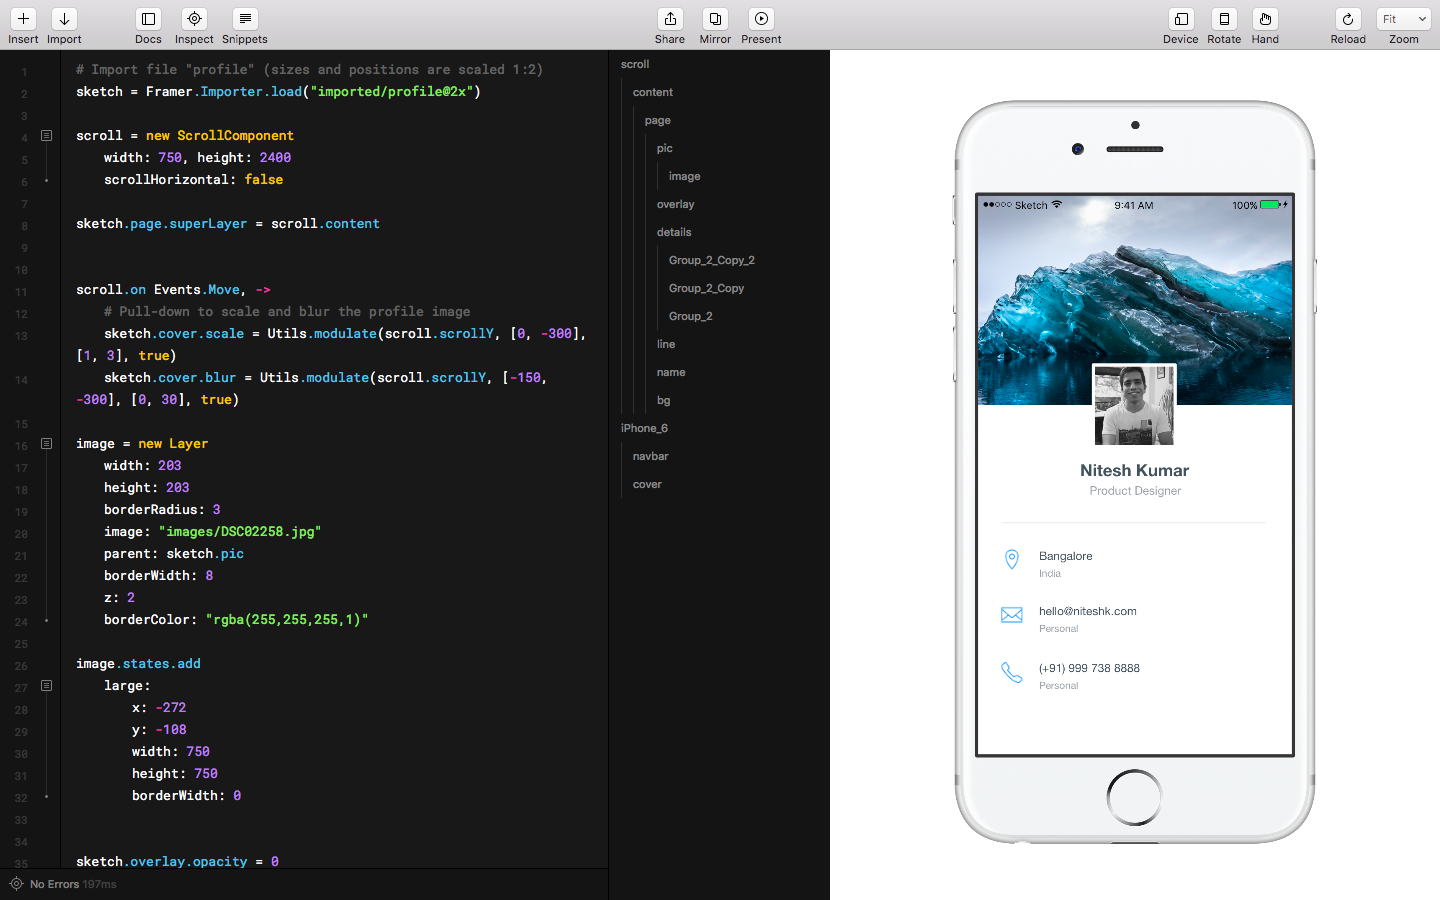 Insert Import Docs Inspect Snippets Share Mirror Present Device Rotate Hand Reload Fit Zoom
1 # Import file "profile" (sizes and positions are scaled 1:2)
2 sketch = Framer.Importer.load("imported/profile@2x")
3
4 scroll = new ScrollComponent
5 width: 750, height: 2400
6 scrollHorizontal: false
7
8 sketch.page.superLayer = scroll.content
9
10
11 scroll.on Events.Move, ->
12 # Pull-down to scale and blur the profile image
13 sketch.cover.scale = Utils.modulate(scroll.scrollY, [0, -300],
[1, 3], true)
14 sketch.cover.blur = Utils.modulate(scroll.scrollY, [-150,
-300], [0, 30], true)
15
16 image = new Layer
17 width: 203
18 height: 203
19 borderRadius: 3
20 image: "images/DSC02258.jpg"
21 parent: sketch.pic
22 borderWidth: 8
23 z: 2
24 borderColor: "rgba(255,255,255,1)"
25
26 image.states.add
27 large:
28 x: -272
29 y: -108
30 width: 750
31 height: 750
32 borderWidth: 0
33
34
35 sketch.overlay.opacity = 0
No Errors 197ms
scroll
content
page
pic
image
overlay
details
Group_2_Copy_2
Group_2_Copy
Group_2
line
name
bg
iPhone_6
navbar
cover
Sketch 9:41 AM 100%
Nitesh Kumar
Product Designer
Bangalore
India
hello@niteshk.com
Personal
(+91) 999 738 8888
Personal